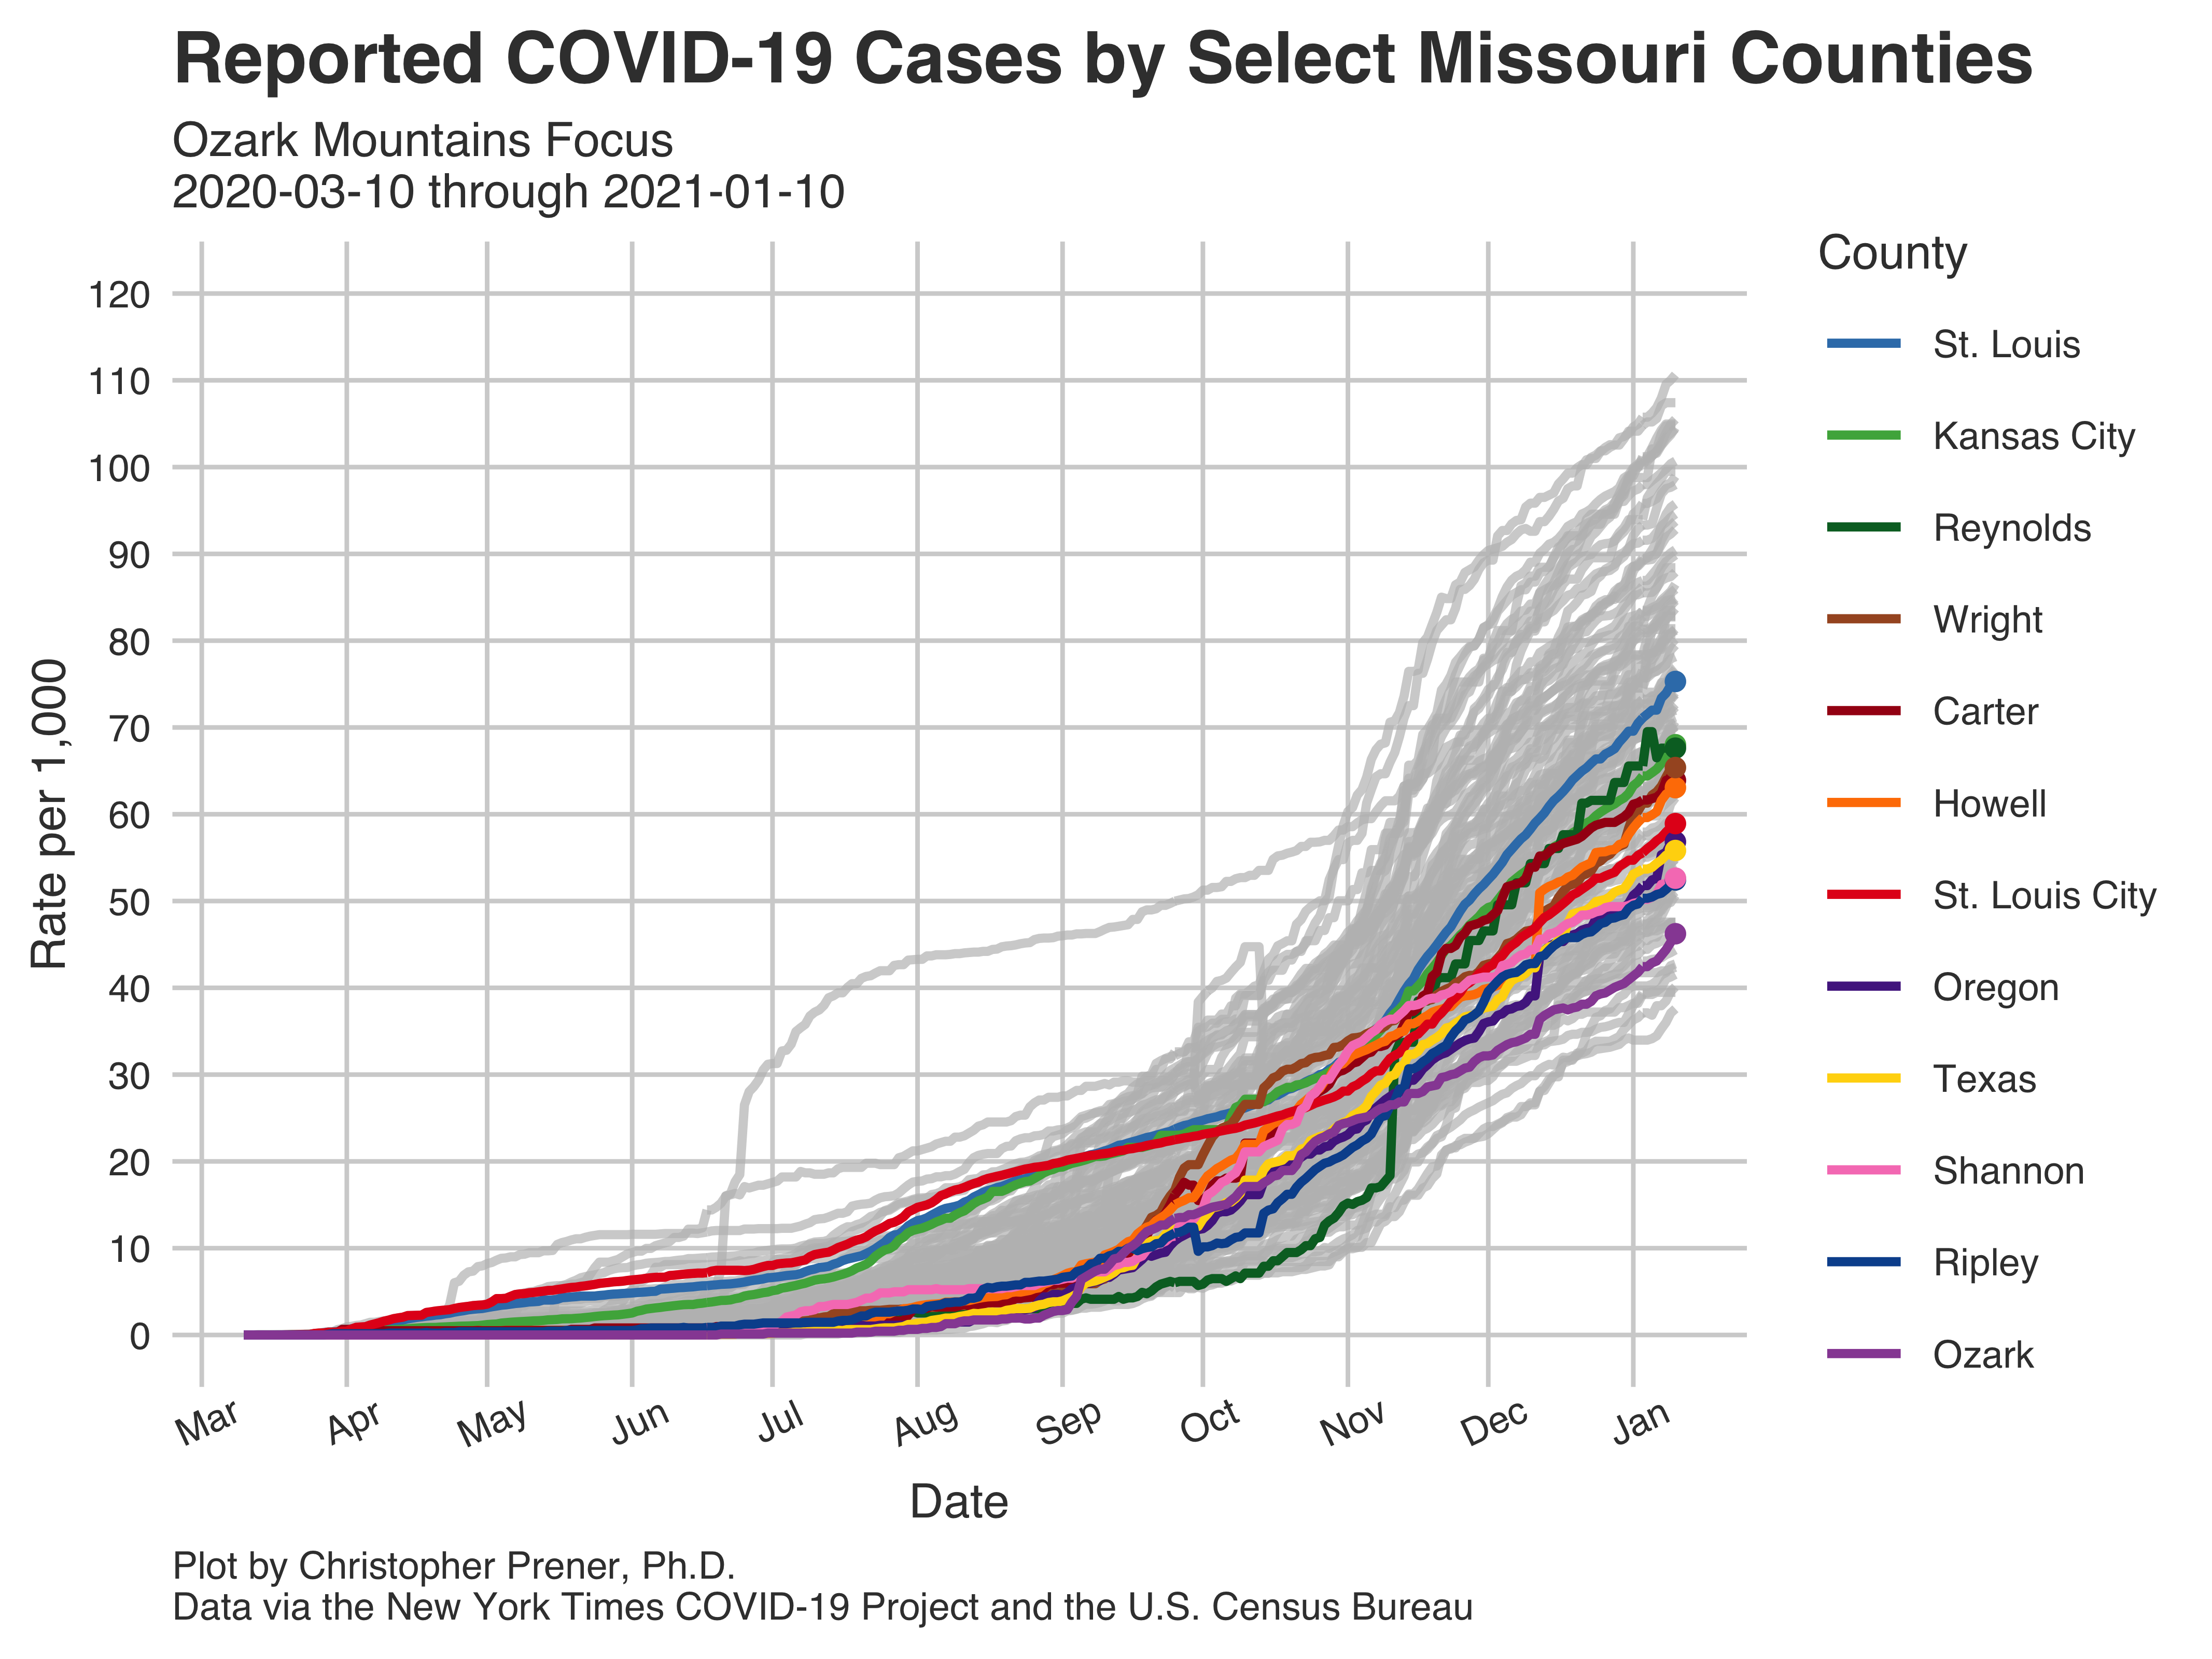 Reported COVID-19 Cases by Select Missouri Counties
Ozark Mountains Focus
2020-03-10 through 2021-01-10
Rate per 1,000
120
110
100
90
80
70
60
50
40
30
20
10
0
Mar
Apr
May
Jun
Jul
Aug
Sep
Oct
Nov
Dec
Jan
Date
County
St. Louis
Kansas City
Reynolds
Wright
Carter
Howell
St. Louis City
Oregon
Texas
Shannon
Ripley
Ozark
Plot by Christopher Prener, Ph.D.
Data via the New York Times COVID-19 Project and the U.S. Census Bureau